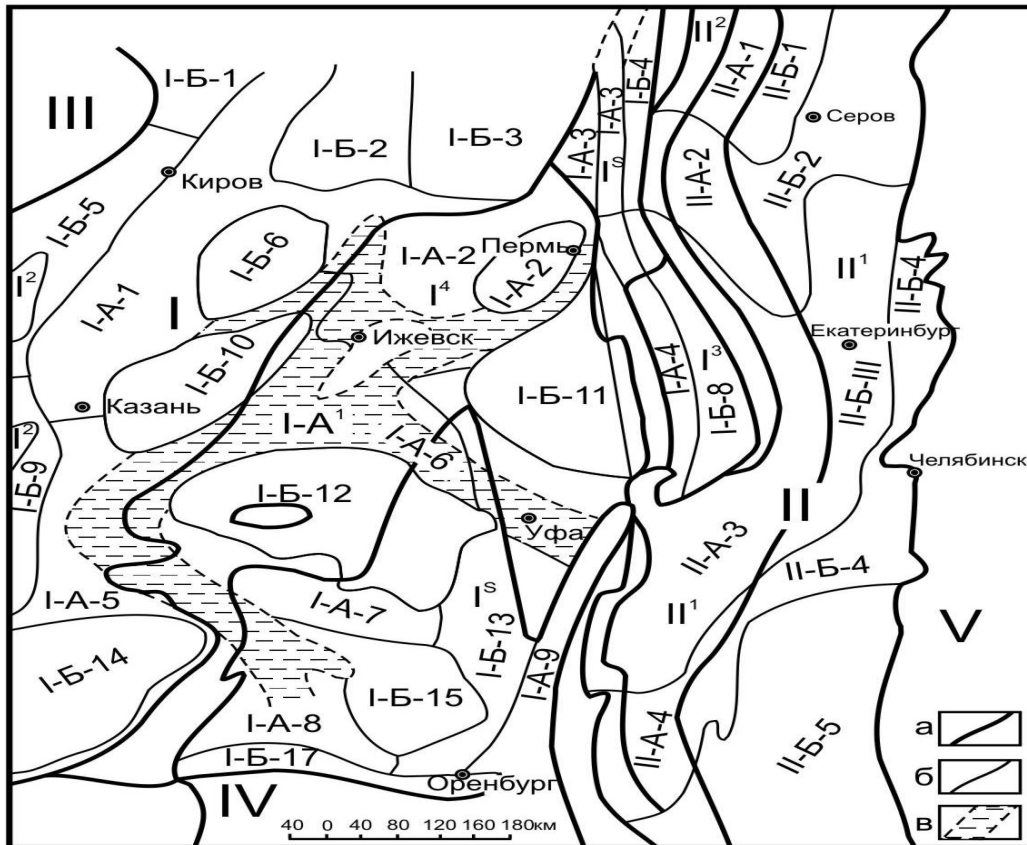 II²
I-Б-1
I-Б-4
II-А-1
II-Б-1
III
I-А-3
Серов
I-Б-2
I-Б-3
I-А-3
Iˢ
Киров
II-А-2
II-Б-2
I-Б-5
I-Б-6
I-А-2
Пермь
II¹
I²
I-А-1
I
I⁴
I-А-2
II-Б-4
Ижевск
Екатеринбург
I-Б-10
I-А-4
I³
I-Б-11
I-Б-8
II-Б-III
Казань
I-А¹
I²
I-А-6
I-Б-9
Челябинск
I-Б-12
II
Уфа
II-А-3
II-Б-4
I-А-5
I-А-7
Iˢ
II¹
V
I-Б-13
I-А-9
I-Б-14
I-Б-15
I-А-8
II-А-4
II-Б-5
а
I-Б-17
Оренбург
б
IV
40 0 40 80 120 160 180км
в